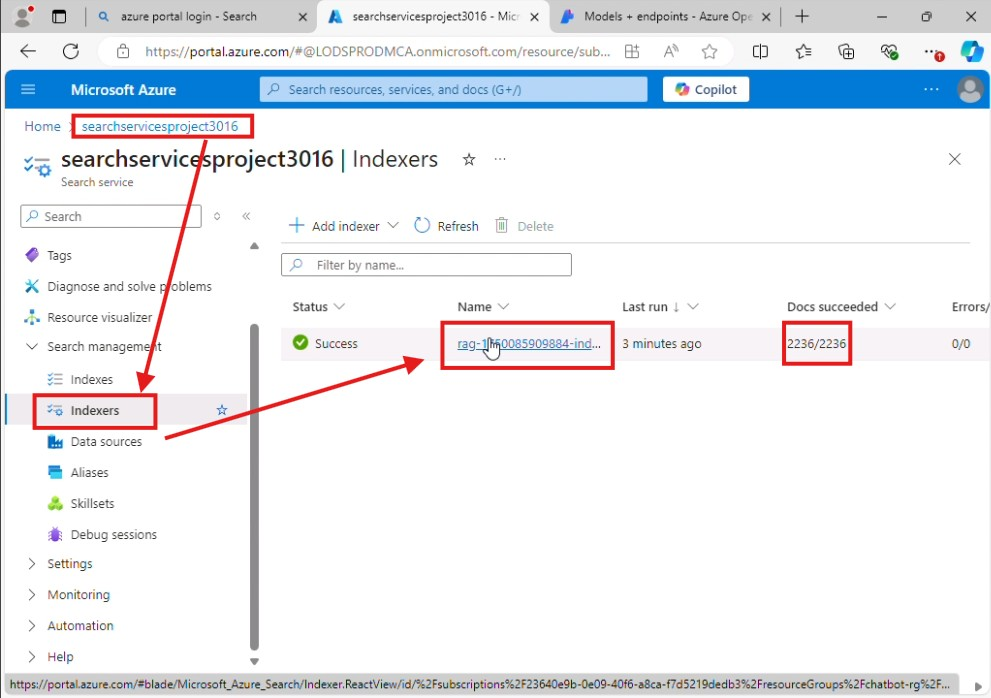 azure portal login - Search
searchservicesproject3016 - Micr
Models + endpoints - Azure Ope
https://portal.azure.com/#@LODSPRODMCA.onmicrosoft.com/resource/sub...
Microsoft Azure
Search resources, services, and docs (G+/)
Copilot
Home
searchservicesproject3016
searchservicesproject3016 | Indexers
Search service
Search
Add indexer
Refresh
Delete
Tags
Diagnose and solve problems
Resource visualizer
Search management
Indexes
Indexers
Data sources
Aliases
Skillsets
Debug sessions
Settings
Monitoring
Automation
Help
Filter by name...
Status
Name
Last run ↓
Docs succeeded
Errors/
Success
3 minutes ago
2236/2236
0/0
https://portal.azure.com/#blade/Microsoft_Azure_Search/Indexer.ReactView/id/%2Fsubscriptions%2F23640e9b-0e09-40f6-a8ca-f7d5219dedb3%2FresourceGroups%2Fchatbot-rg%2F...